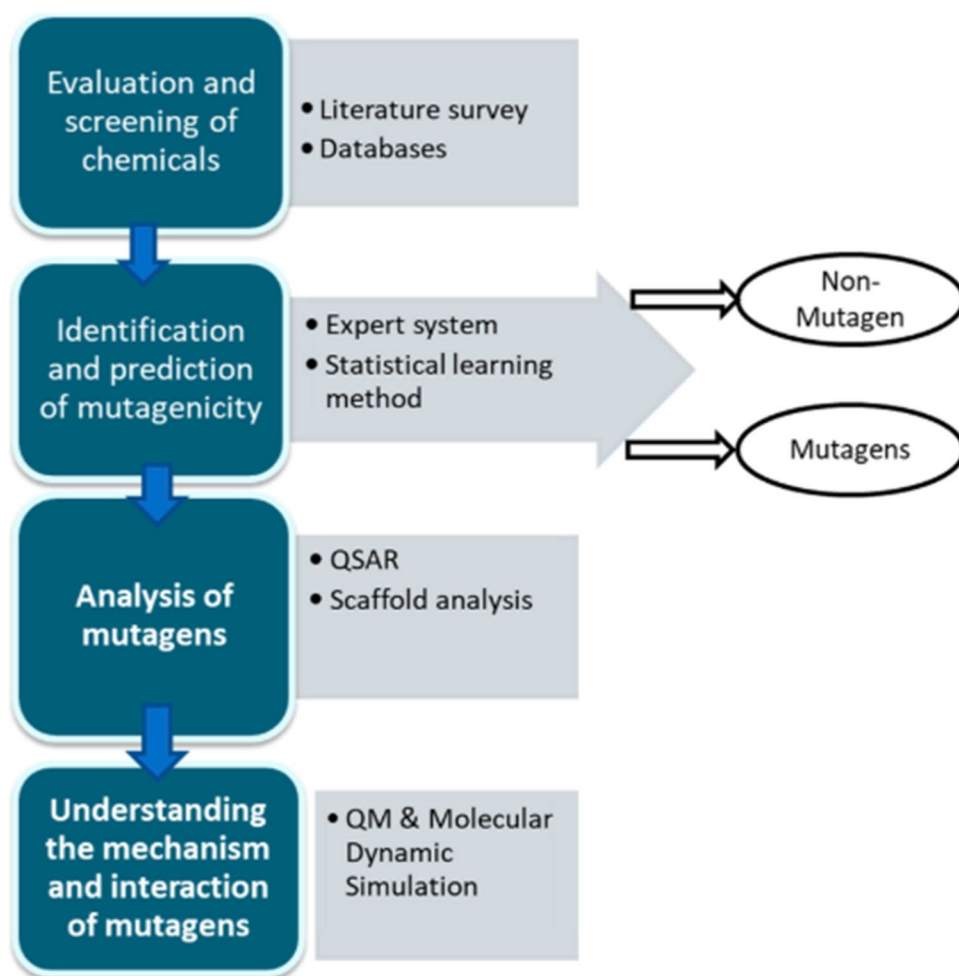 Evaluation and
screening of
chemicals
• Literature survey
• Databases
Identification
and prediction
of mutagenicity
• Expert system
• Statistical learning
method
Non-
Mutagen
Mutagens
Analysis of
mutagens
• QSAR
• Scaffold analysis
Understanding
the mechanism
and interaction
of mutagens
• QM & Molecular
Dynamic
Simulation